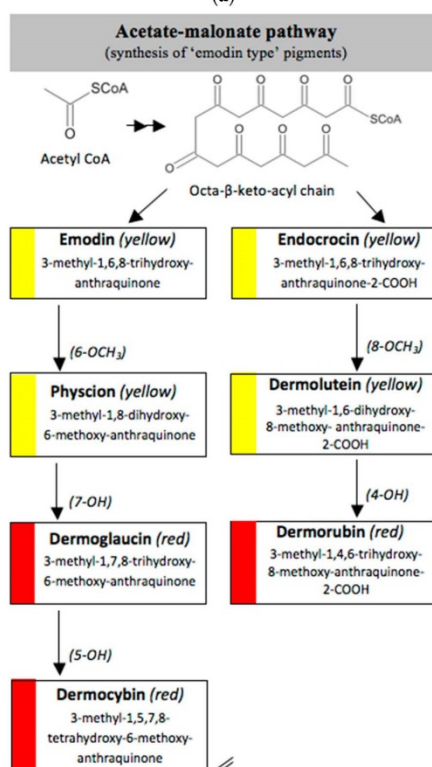 (a)
Acetate-malonate pathway
(synthesis of 'emodin type' pigments)
O O O O
SCoA
O
SCoA
O O O O O
Acetyl CoA
Octa-β-keto-acyl chain
Emodin (yellow)
3-methyl-1,6,8-trihydroxy-
anthraquinone
Endocrocin (yellow)
3-methyl-1,6,8-trihydroxy-
anthraquinone-2-COOH
(6-OCH₃)
(8-OCH₃)
Physcion (yellow)
3-methyl-1,8-dihydroxy-
6-methoxy-anthraquinone
Dermolutein (yellow)
3-methyl-1,6-dihydroxy-
8-methoxy- anthraquinone-
2-COOH
(7-OH)
(4-OH)
Dermoglaucin (red)
3-methyl-1,7,8-trihydroxy-
6-methoxy-anthraquinone
Dermorubin (red)
3-methyl-1,4,6-trihydroxy-
8-methoxy-anthraquinone-
2-COOH
(5-OH)
Dermocybin (red)
3-methyl-1,5,7,8-
tetrahydroxy-6-methoxy-
anthraquinone